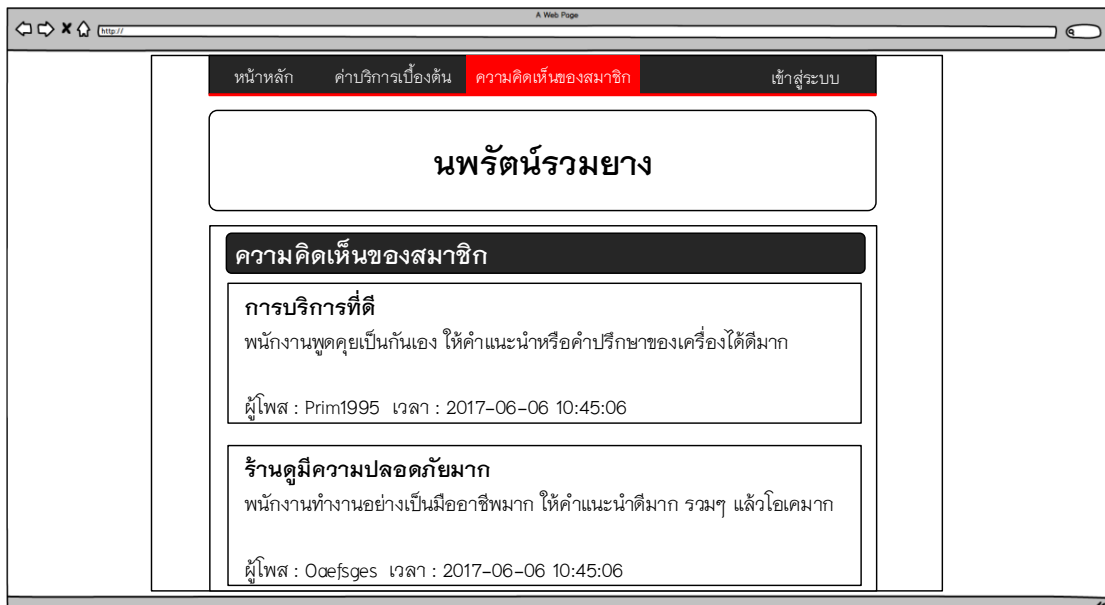 A Web Page
http://
หน้าหลัก ค่าบริการเบื้องต้น ความคิดเห็นของสมาชิก เข้าสู่ระบบ
นพรัตน์รวมยาง
ความคิดเห็นของสมาชิก
การบริการที่ดี
พนักงานพูดคุยเป็นกันเอง ให้คำแนะนำหรือคำปรึกษาของเครื่องได้ดีมาก
ผู้โพส : Prim1995 เวลา : 2017-06-06 10:45:06
ร้านดูมีความปลอดภัยมาก
พนักงานทำงานอย่างเป็นมืออาชีพมาก ให้คำแนะนำดีมาก รวมๆ แล้วโอเคมาก
ผู้โพส : Oaefsges เวลา : 2017-06-06 10:45:06